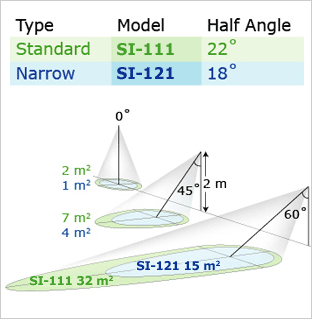 Type Model Half Angle
Standard SI-111 22°
Narrow SI-121 18°
0°
2 m²
1 m²
45°
2 m
7 m²
4 m²
60°
SI-121 15 m²
SI-111 32 m²